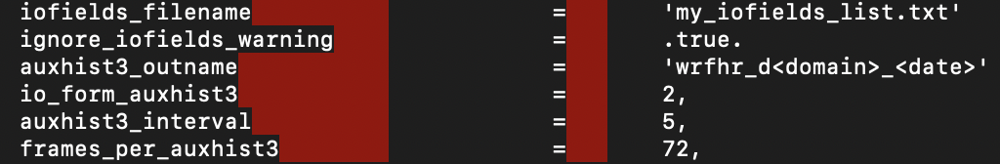 iofields_filename = 'my_iofields_list.txt'
ignore_iofields_warning = .true.
auxhist3_outname = 'wrfhr_d<domain>_<date>'
io_form_auxhist3 = 2,
auxhist3_interval = 5,
frames_per_auxhist3 = 72,